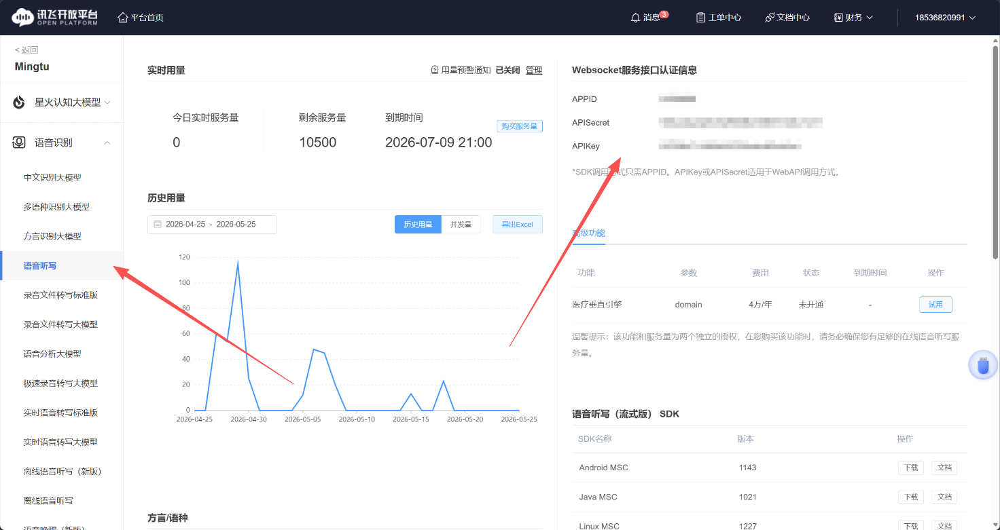 讯飞开放平台
OPEN PLATFORM
平台首页
消息 3
工单中心
文档中心
财务
18536820991
< 返回
Mingtu
星火认知大模型
语音识别
中文识别大模型
多语种识别大模型
方言识别大模型
语音听写
录音文件转写标准版
录音文件转写大模型
语音分析大模型
极速录音转写大模型
实时语音转写标准版
实时语音转写大模型
离线语音听写（新版）
离线语音听写
语音唤醒（新版）
实时用量
用量预警通知 已关闭 管理
今日实时服务量
0
剩余服务量
10500
到期时间
2026-07-09 21:00
购买服务量
历史用量
2026-04-25 - 2026-05-25
历史用量 并发量 导出Excel
120
100
80
60
40
20
0
2026-04-25 2026-04-30 2026-05-05 2026-05-10 2026-05-15 2026-05-20 2026-05-25
方言/语种
Websocket服务接口认证信息
APPID
APISecret
APIKey
*SDK调用方式只需APPID。APIKey或APISecret适用于WebAPI调用方式。
高级功能
功能 参数 费用 状态 到期时间 操作
医疗垂直引擎 domain 4万/年 未开通 - 试用
温馨提示：该功能和服务量为两个独立的授权，在您购买该功能时，请务必确保您有足够的在线语音听写服
务量。
语音听写（流式版） SDK
SDK名称 版本 操作
Android MSC 1143 下载 文档
Java MSC 1021 下载 文档
Linux MSC 1227 下载 文档